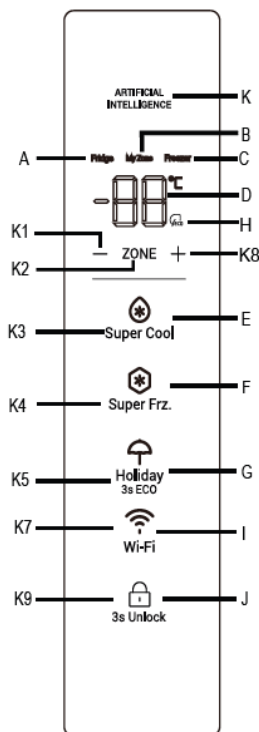 ARTIFICIAL
INTELLIGENCE
K
B
A
Fridge MyZone Freezer
C
-88°C
D
H
K1
− ZONE +
K8
K2
E
K3
Super Cool
F
K4
Super Frz.
G
K5
Holiday
3s ECO
K7
I
Wi-Fi
K9
J
3s Unlock